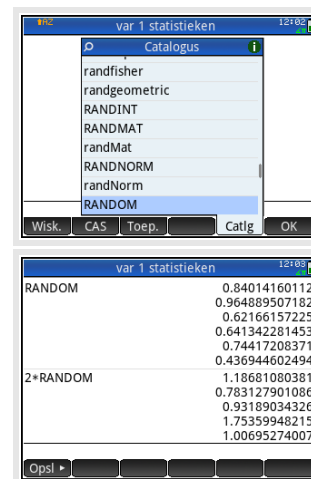 AZ var 1 statistieken 12:02
Catalogus
randfisher
randgeometric
RANDINT
RANDMAT
randMat
RANDNORM
randNorm
RANDOM
Wisk. CAS Toep. Catlg OK
var 1 statistieken 12:03
RANDOM 0.84014160112
0.964889507182
0.62166157225
0.641342281453
0.74417208371
0.436944602494
2*RANDOM 1.18681080381
0.783127901086
0.93189034326
1.75359948215
1.00695274007
Opsl ►